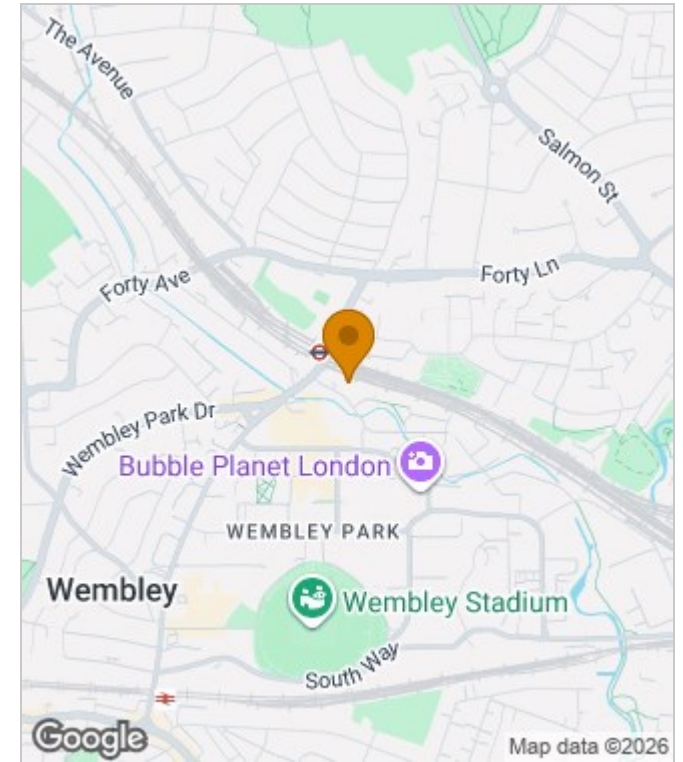 The Avenue
Salmon St
Forty Ave
Forty Ln
Wembley Park Dr
Bubble Planet London
WEMBLEY PARK
Wembley
Wembley Stadium
South Way
Google
Map data ©2026